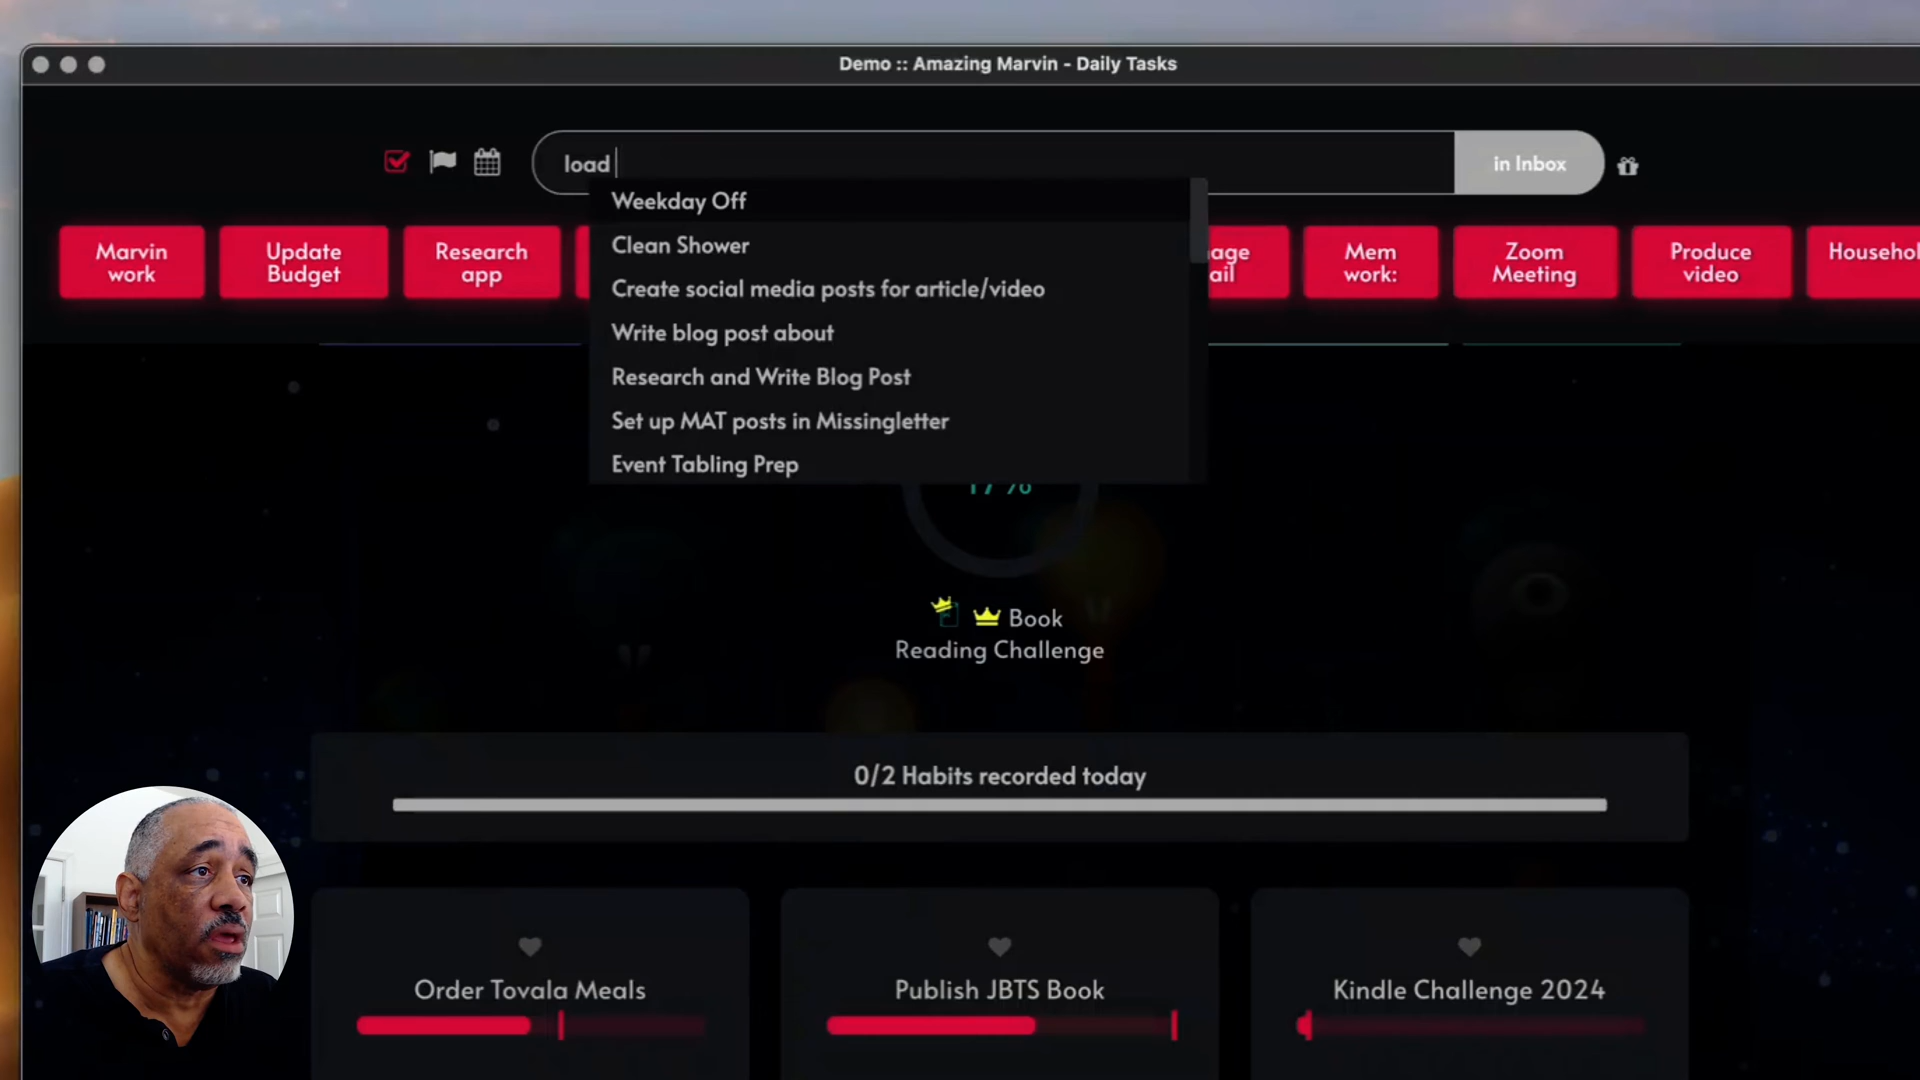 Demo :: Amazing Marvin - Daily Tasks
load
in Inbox
Weekday Off
Clean Shower
Create social media posts for article/video
Write blog post about
Research and Write Blog Post
Set up MAT posts in Missingletter
Event Tabling Prep
Marvin
work
Update
Budget
Research
app
Mem
work:
Zoom
Meeting
Produce
video
Book
Reading Challenge
0/2 Habits recorded today
Order Tovala Meals
Publish JBTS Book
Kindle Challenge 2024